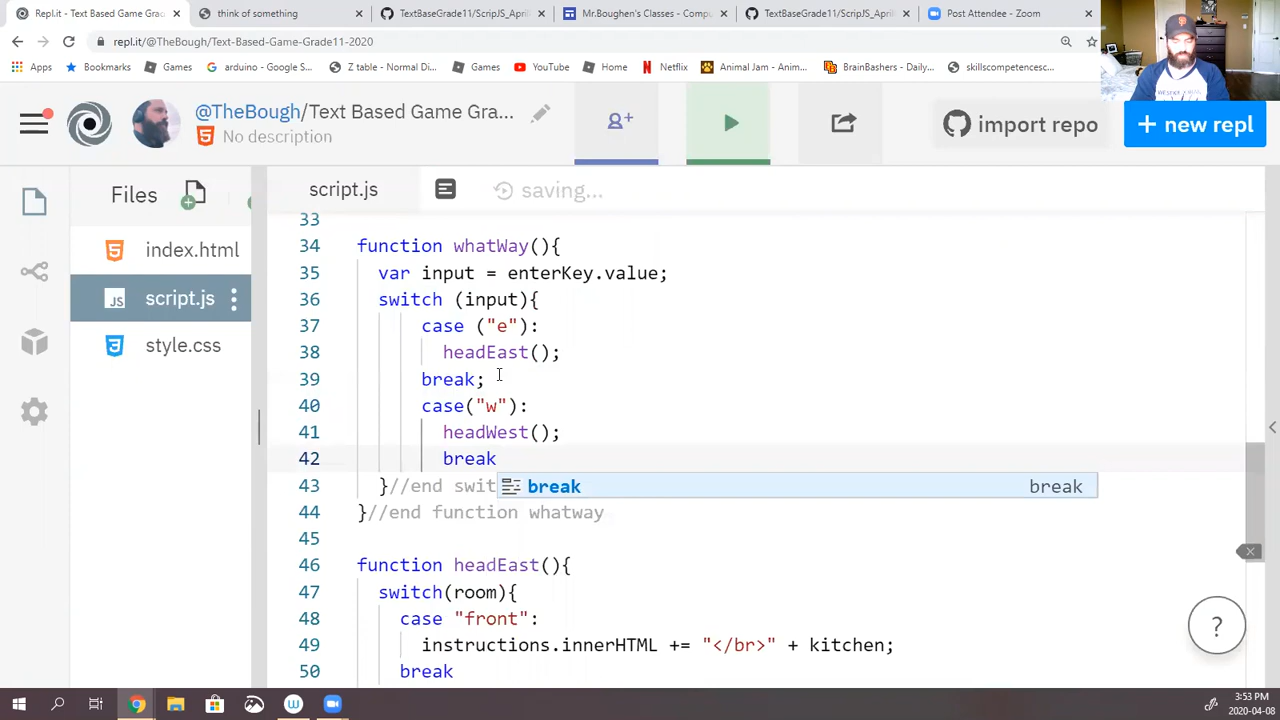 Repl.it - Text Based Game Grad
think of something
TextBaseGrade11/ScripJS_April
Mr.Boughen's Classes - Compu
TextBaseGrade11/ScripJS_April
Post Attendee - Zoom
repl.it/@TheBough/Text-Based-Game-Grade11-2020
Apps
Bookmarks
Games
arduino - Google S...
Z table - Normal Di...
Games
YouTube
Home
Netflix
Animal Jam - Anim...
BrainBashers - Daily...
skillscompetencesc...
@TheBough/Text Based Game Gra...
No description
import repo
+ new repl
Files
script.js
saving...
index.html
script.js
style.css
33
34 function whatWay(){
35 var input = enterKey.value;
36 switch (input){
37 case ("e"):
38 headEast();
39 break;
40 case("w"):
41 headWest();
42 break
break break
43 }//end swit
44 }//end function whatway
45
46 function headEast(){
47 switch(room){
48 case "front":
49 instructions.innerHTML += "</br>" + kitchen;
50 break
?
3:53 PM
2020-04-08